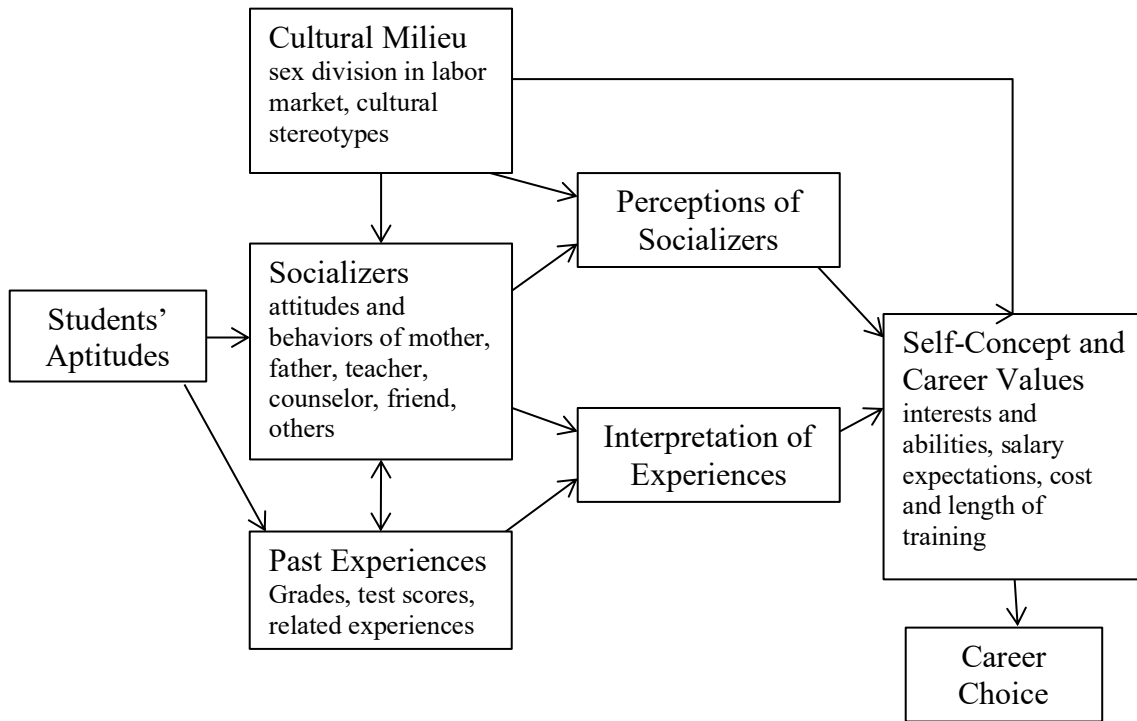 Cultural Milieu
sex division in labor
market, cultural
stereotypes
Perceptions of
Socializers
Socializers
attitudes and
behaviors of mother,
father, teacher,
counselor, friend,
others
Students’
Aptitudes
Self-Concept and
Career Values
interests and
abilities, salary
expectations, cost
and length of
training
Interpretation of
Experiences
Past Experiences
Grades, test scores,
related experiences
Career
Choice